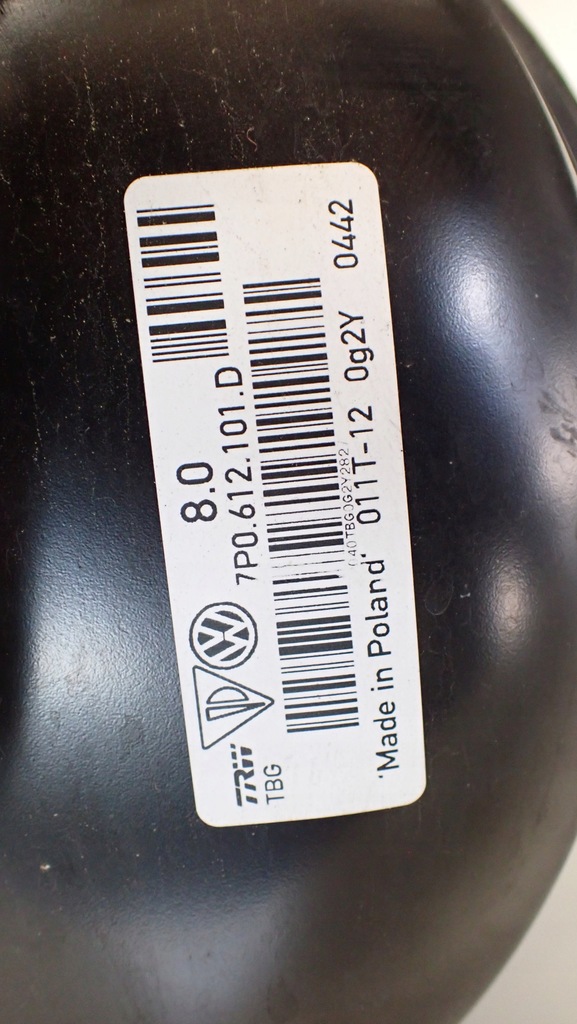 8.0
TRW
TBG
7P0.612.101.D
'Made in Poland' 011T-12 0g2Y 0442